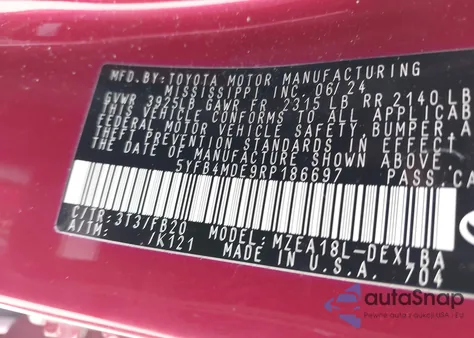 MFD.BY: TOYOTA MOTOR MANUFACTURING
MISSISSIPPI INC. 06/24
GVWR 3925LB GAWR FR 2315 LB RR 2140 LB
THIS VEHICLE CONFORMS TO ALL APPLICAB
FEDERAL MOTOR VEHICLE SAFETY, BUMPER, A
THEFT PREVENTION STANDARDS IN EFFECT
THE DATE OF MANUFACTURE SHOWN
5YFB4MDE9RP186697 PASS.CA
C/TR: 3T3/FB20
A/TM: /K121 MODEL: MZEA18L-DEXLBA
MADE IN U.S.A. 704
autoSnap